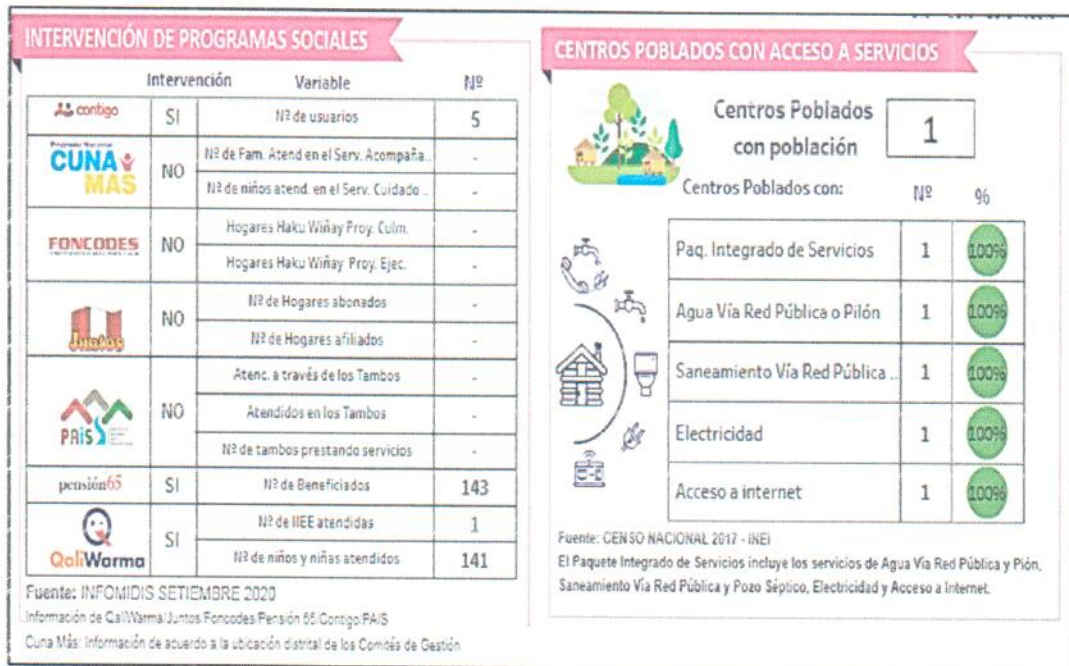 INTERVENCIÓN DE PROGRAMAS SOCIALES
Intervención Variable Nº
contigo SI Nº de usuarios 5
Programa Nacional
CUNA MAS NO Nº de Fam. Atend en el Serv. Acompaña.. -
Nº de niños atend. en el Serv. Cuidado .. -
FONCODES NO Hogares Haku Wiñay Proy. Culm. -
Hogares Haku Wiñay Proy. Ejec. -
Juntos NO Nº de Hogares abonados -
Nº de Hogares afiliados -
PAIS NO Atenc. a través de los Tambos -
Atendidos en los Tambos -
Nº de tambos prestando servicios -
pensión65 SI Nº de Beneficiados 143
QaliWarma SI Nº de IIEE atendidas 1
Nº de niños y niñas atendidos 141
Fuente: INFOMIDIS SETIEMBRE 2020
Información de QaliWarma/Juntos/Foncodes/Pensión 65/Contigo/PAIS
Cuna Más: Información de acuerdo a la ubicación distrital de los Comités de Gestión
CENTROS POBLADOS CON ACCESO A SERVICIOS
Centros Poblados
con población 1
Centros Poblados con: Nº %
Paq. Integrado de Servicios 1 100%
Agua Vía Red Pública o Pilón 1 100%
Saneamiento Vía Red Pública .. 1 100%
Electricidad 1 100%
Acceso a internet 1 100%
Fuente: CENSO NACIONAL 2017 - INEI
El Paquete Integrado de Servicios incluye los servicios de Agua Vía Red Pública y Pión,
Saneamiento Vía Red Pública y Pozo Séptico, Electricidad y Acceso a Internet.